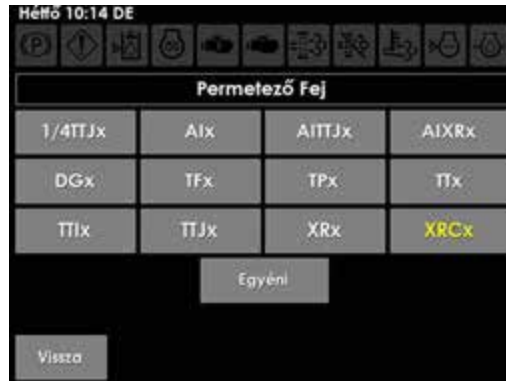 Hétfő 10:14 DE
Permetező Fej
1/4TTJx AIx AITTJx AIXRx
DGx TFx TPx TTx
TTIx TTJx XRx XRCx
Egyéni
Vissza